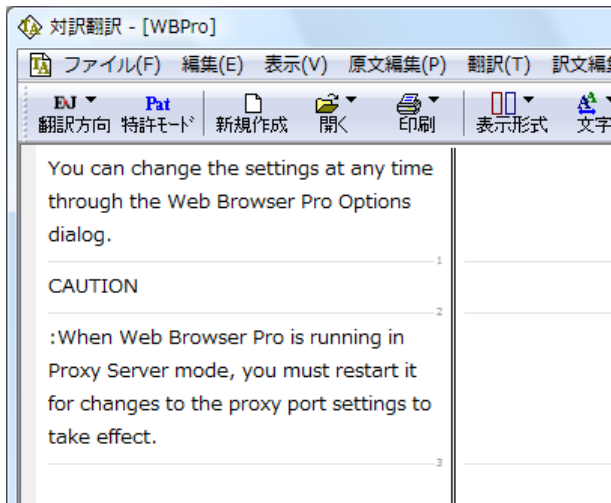 対訳翻訳 - [WBPro]
ファイル(F) 編集(E) 表示(V) 原文編集(P) 翻訳(T) 訳文編集
EJ Pat
翻訳方向 特許モード 新規作成 開く 印刷 表示形式 文字
You can change the settings at any time
through the Web Browser Pro Options
dialog.
1
CAUTION
2
:When Web Browser Pro is running in
Proxy Server mode, you must restart it
for changes to the proxy port settings to
take effect.
3